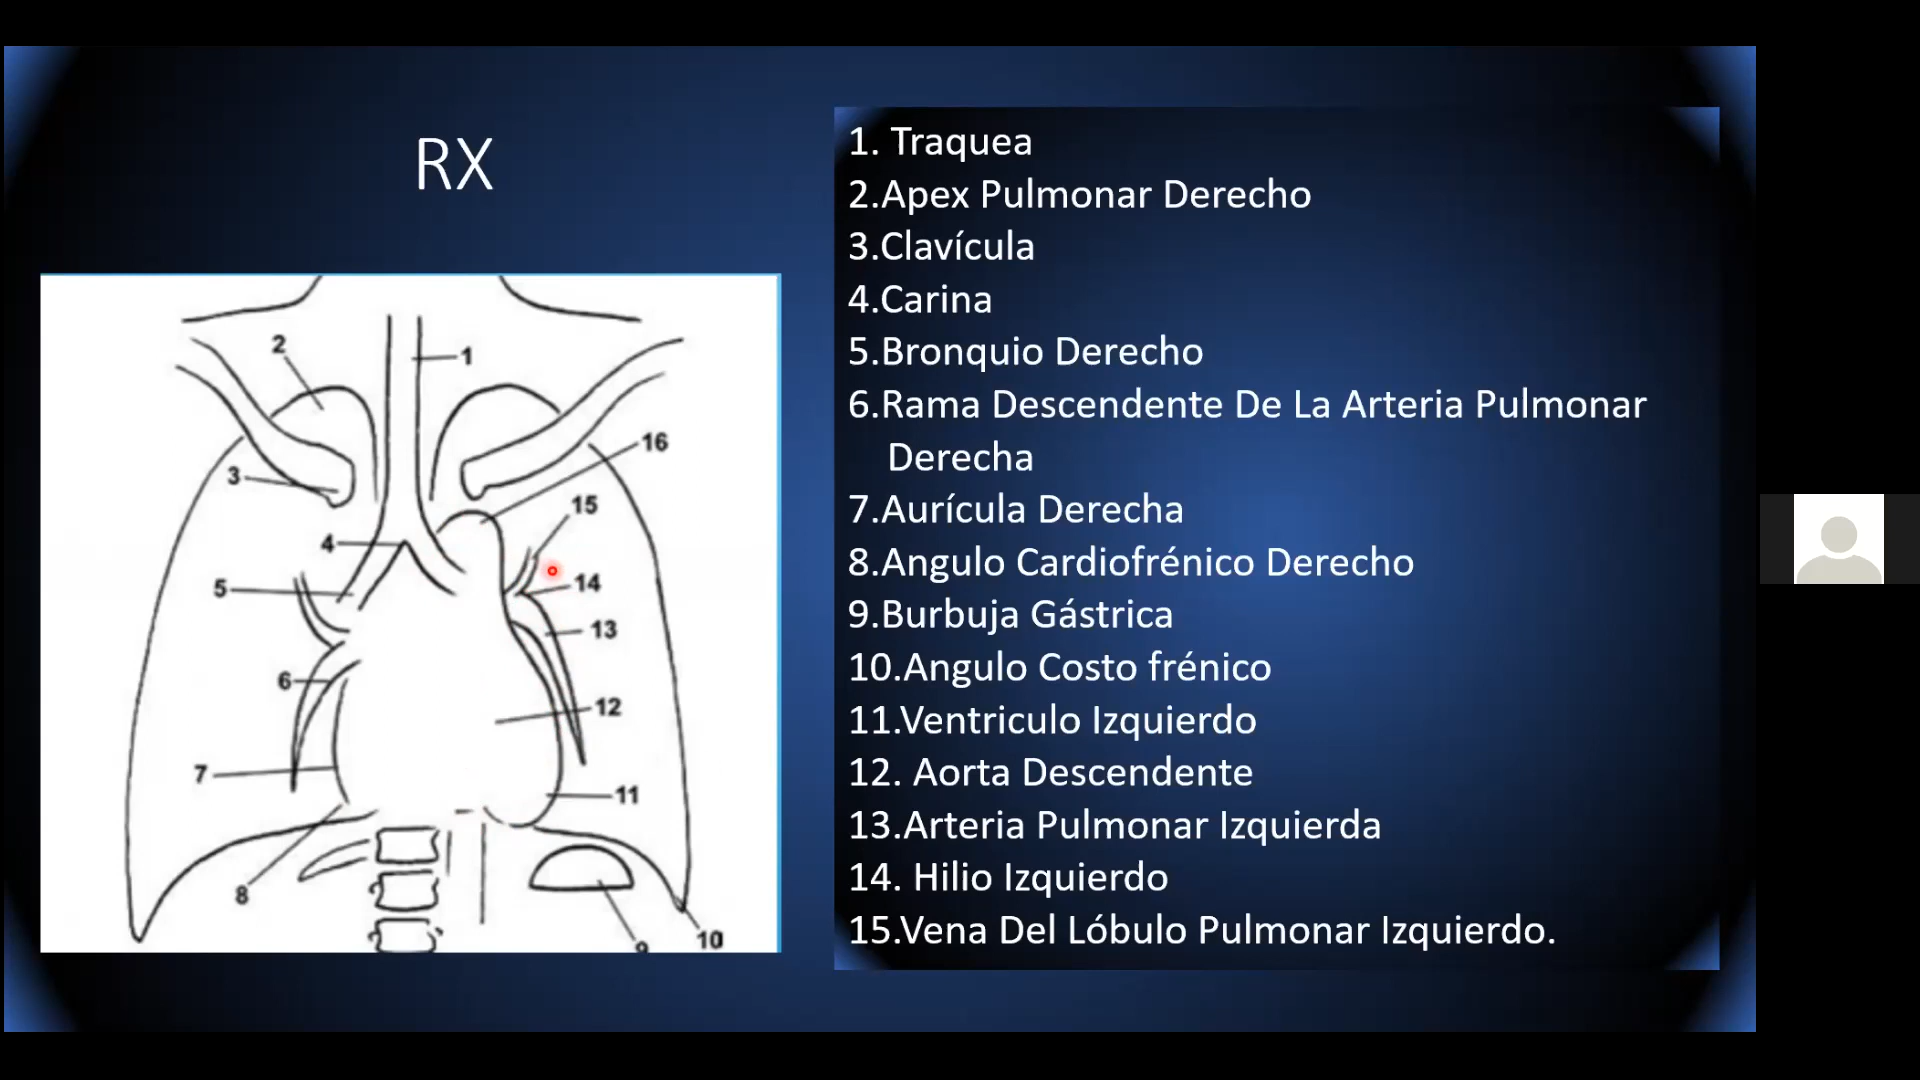 RX
1. Traquea
2.Apex Pulmonar Derecho
3.Clavícula
4.Carina
5.Bronquio Derecho
6.Rama Descendente De La Arteria Pulmonar
Derecha
7.Aurícula Derecha
8.Angulo Cardiofrénico Derecho
9.Burbuja Gástrica
10.Angulo Costo frénico
11.Ventriculo Izquierdo
12. Aorta Descendente
13.Arteria Pulmonar Izquierda
14. Hilio Izquierdo
15.Vena Del Lóbulo Pulmonar Izquierdo.
2
1
16
3
15
4
5
14
13
6
12
7
11
8
9
10